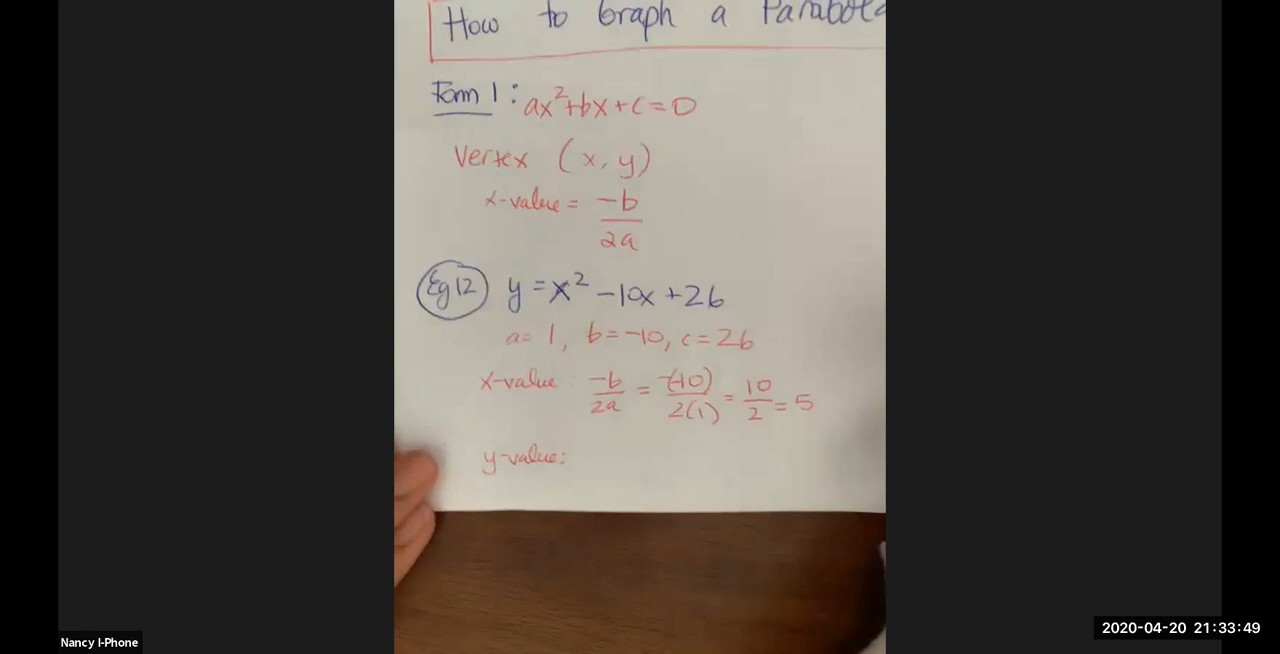 How to Graph a Parabola
Form 1: ax²+bx+c=0
Vertex (x, y)
x-value = -b/2a
Eg 12 y=x² -10x +26
a= 1, b=-10, c=26
x-value: -b/2a = -(-10)/2(1) = 10/2 = 5
y-value:
Nancy I-Phone
2020-04-20 21:33:49